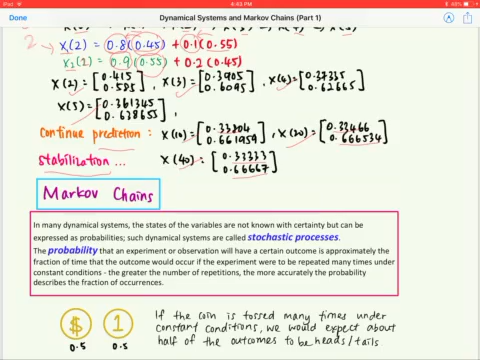 iPad
4:43 PM
Done
Dynamical Systems and Markov Chains (Part 1)
2 → X₁(2) = 0.8(0.45) + 0.1(0.55)
X₂(2) = 0.9(0.55) + 0.2(0.45)
X(2) = [0.415 0.585], X(3) = [0.3905 0.6095], X(4) = [0.37335 0.62665]
X(5) = [0.361345 0.638655],
continue prediction : X(10) = [0.33804 0.661959] , X(20) = [0.33466 0.666534]
stabilization ... X(40) = [0.33333 0.66667]
Markov Chains
In many dynamical systems, the states of the variables are not known with certainty but can be
expressed as probabilities; such dynamical systems are called stochastic processes.
The probability that an experiment or observation will have a certain outcome is approximately the
fraction of time that the outcome would occur if the experiment were to be repeated many times under
constant conditions - the greater the number of repetitions, the more accurately the probability
describes the fraction of occurrences.
$ 1
0.5 0.5
If the coin is tossed many times under
constant conditions, we would expect about
half of the outcomes to be heads/tails